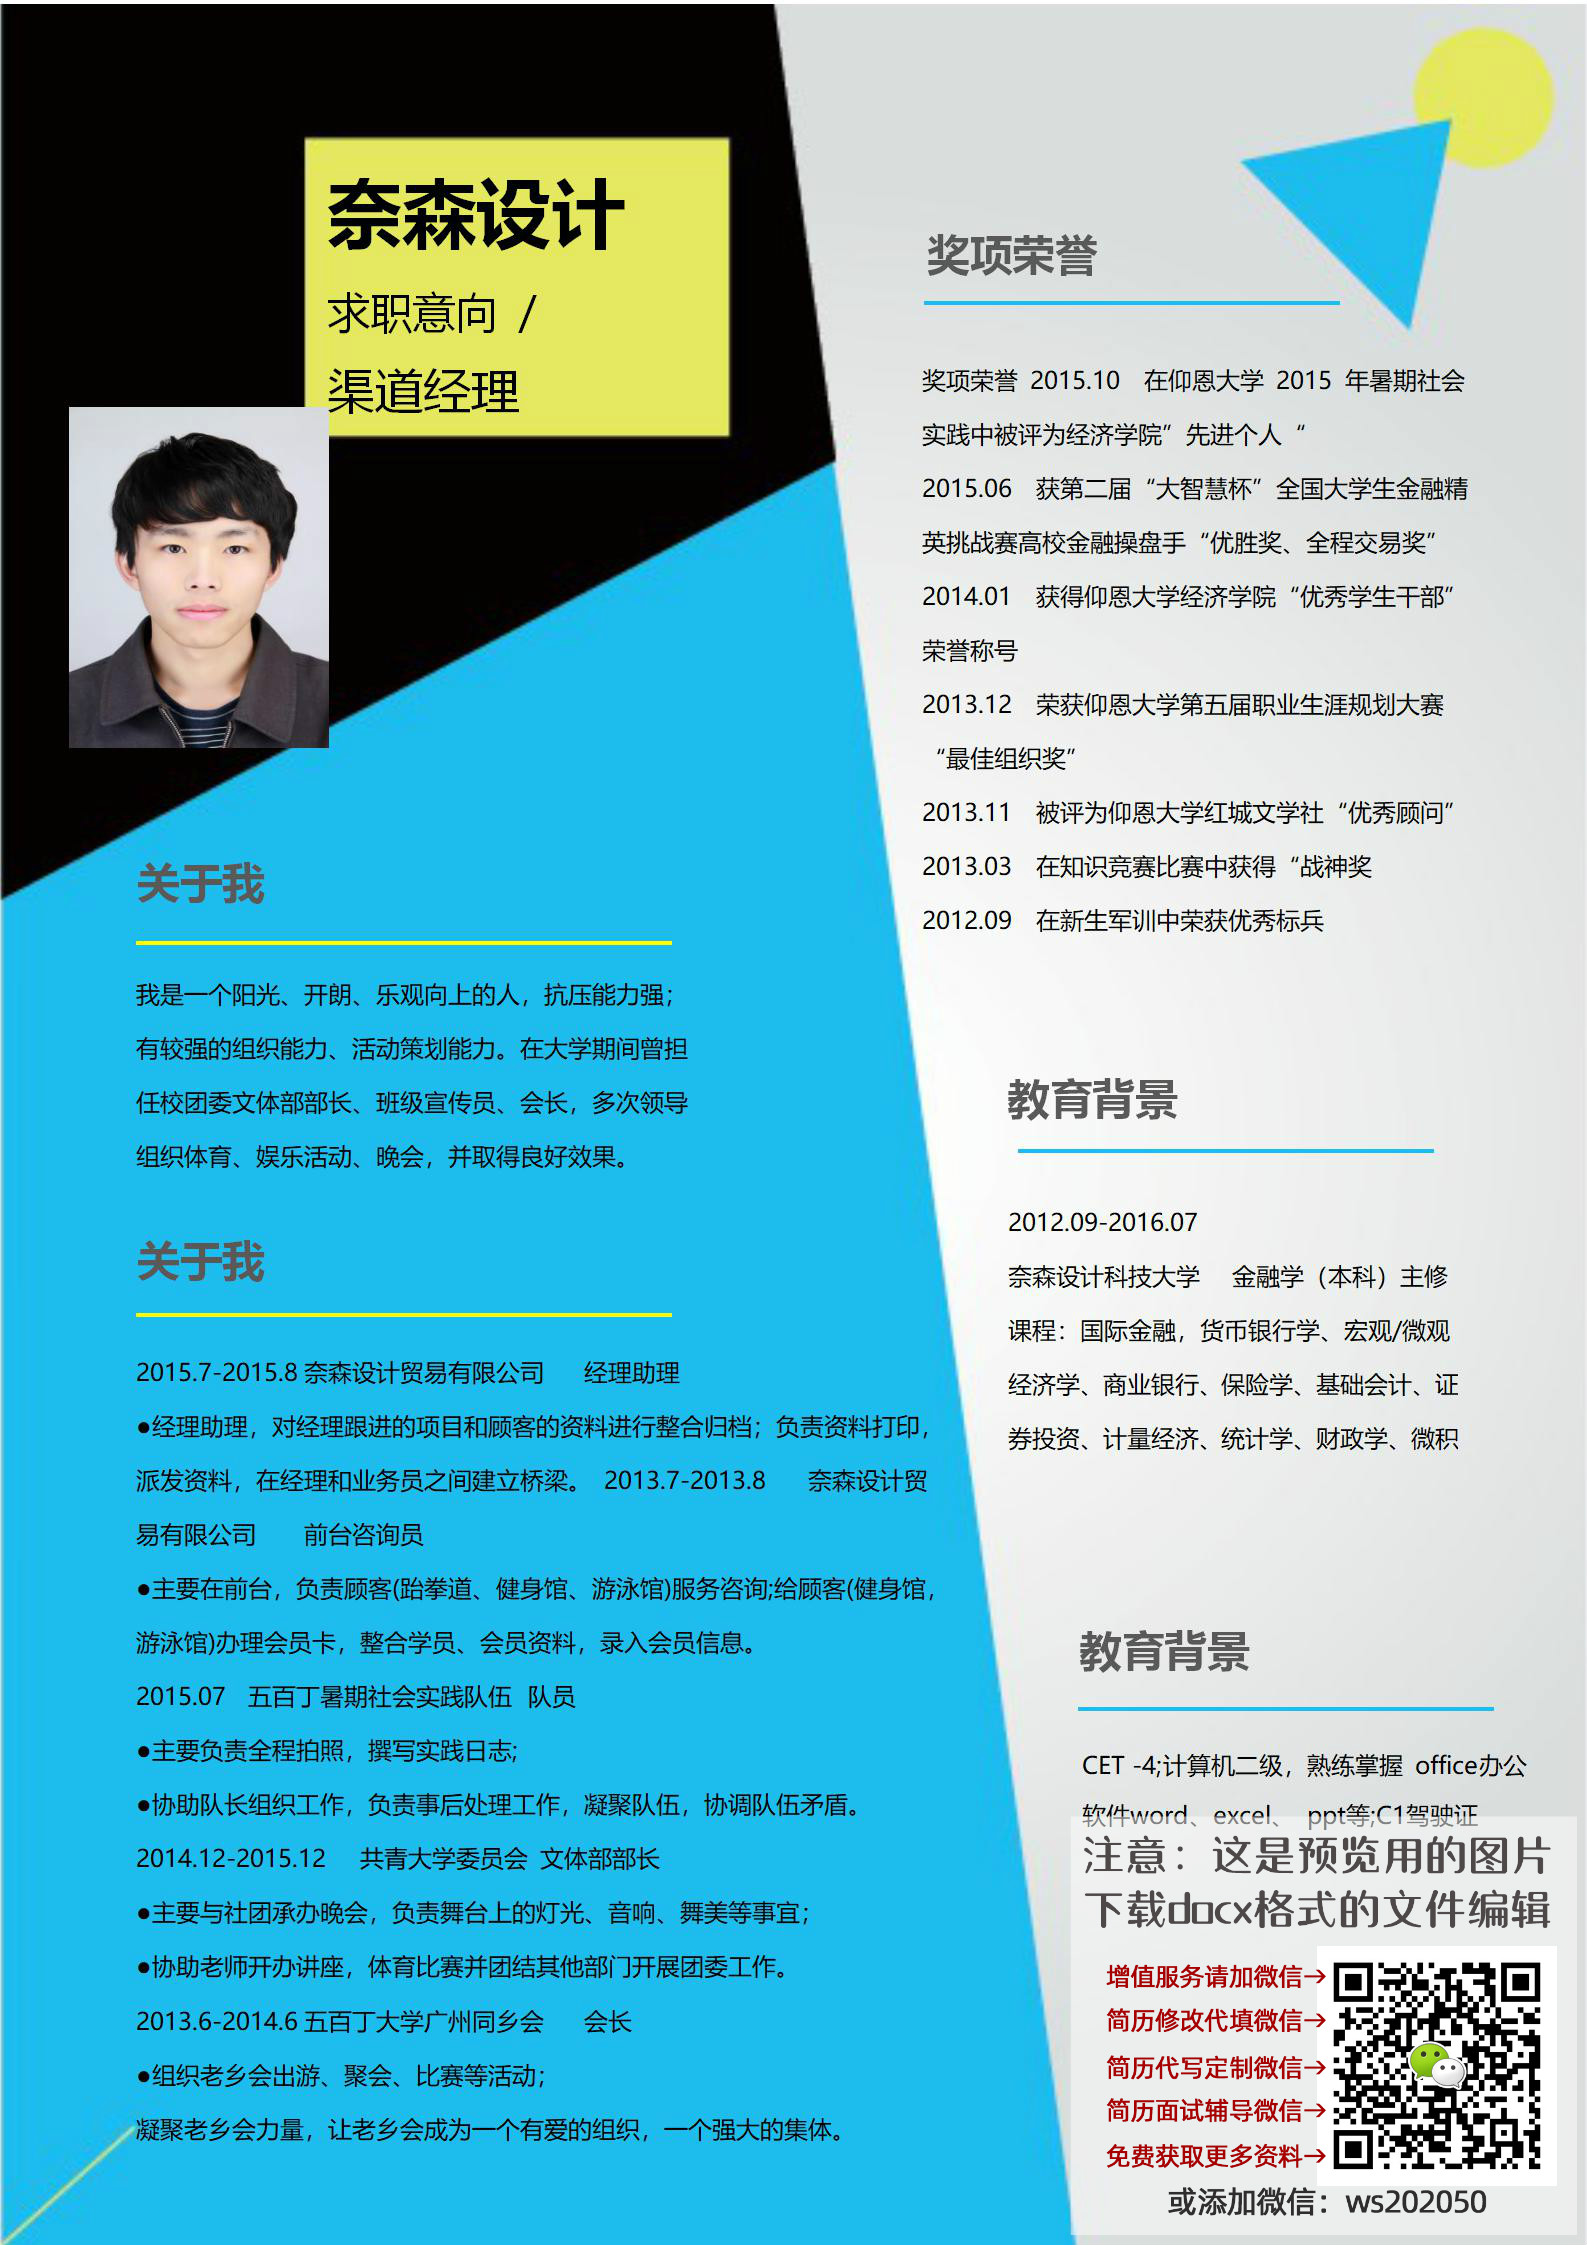 奈森设计
求职意向 /
渠道经理
关于我
我是一个阳光、开朗、乐观向上的人，抗压能力强；
有较强的组织能力、活动策划能力。在大学期间曾担
任校团委文体部部长、班级宣传员、会长，多次领导
组织体育、娱乐活动、晚会，并取得良好效果。
关于我
2015.7-2015.8 奈森设计贸易有限公司 经理助理
●经理助理，对经理跟进的项目和顾客的资料进行整合归档；负责资料打印，
派发资料，在经理和业务员之间建立桥梁。 2013.7-2013.8 奈森设计贸
易有限公司 前台咨询员
●主要在前台，负责顾客(跆拳道、健身馆、游泳馆)服务咨询;给顾客(健身馆，
游泳馆)办理会员卡，整合学员、会员资料，录入会员信息。
2015.07 五百丁暑期社会实践队伍 队员
●主要负责全程拍照，撰写实践日志;
●协助队长组织工作，负责事后处理工作，凝聚队伍，协调队伍矛盾。
2014.12-2015.12 共青大学委员会 文体部部长
●主要与社团承办晚会，负责舞台上的灯光、音响、舞美等事宜；
●协助老师开办讲座，体育比赛并团结其他部门开展团委工作。
2013.6-2014.6 五百丁大学广州同乡会 会长
●组织老乡会出游、聚会、比赛等活动；
凝聚老乡会力量，让老乡会成为一个有爱的组织，一个强大的集体。
奖项荣誉
奖项荣誉 2015.10 在仰恩大学 2015 年暑期社会
实践中被评为经济学院”先进个人“
2015.06 获第二届“大智慧杯”全国大学生金融精
英挑战赛高校金融操盘手“优胜奖、全程交易奖”
2014.01 获得仰恩大学经济学院“优秀学生干部”
荣誉称号
2013.12 荣获仰恩大学第五届职业生涯规划大赛
“最佳组织奖”
2013.11 被评为仰恩大学红城文学社“优秀顾问”
2013.03 在知识竞赛比赛中获得“战神奖
2012.09 在新生军训中荣获优秀标兵
教育背景
2012.09-2016.07
奈森设计科技大学 金融学（本科）主修
课程：国际金融，货币银行学、宏观/微观
经济学、商业银行、保险学、基础会计、证
券投资、计量经济、统计学、财政学、微积
教育背景
CET -4;计算机二级，熟练掌握 office办公
软件word、excel、 ppt等;C1驾驶证
注意：这是预览用的图片
下载docx格式的文件编辑
增值服务请加微信→
简历修改代填微信→
简历代写定制微信→
简历面试辅导微信→
免费获取更多资料→
或添加微信：ws202050